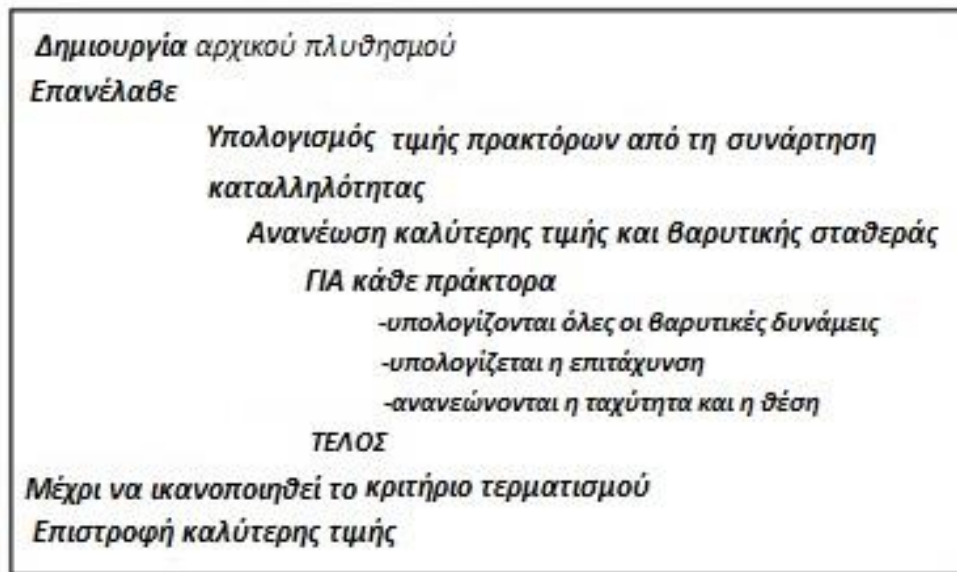 Δημιουργία αρχικού πλυθησμού
Επανέλαβε
Υπολογισμός τιμής πρακτόρων από τη συνάρτηση
καταλληλότητας
Ανανέωση καλύτερης τιμής και βαρυτικής σταθεράς
ΓΙΑ κάθε πράκτορα
-υπολογίζονται όλες οι βαρυτικές δυνάμεις
-υπολογίζεται η επιτάχυνση
-ανανεώνονται η ταχύτητα και η θέση
ΤΕΛΟΣ
Μέχρι να ικανοποιηθεί το κριτήριο τερματισμού
Επιστροφή καλύτερης τιμής